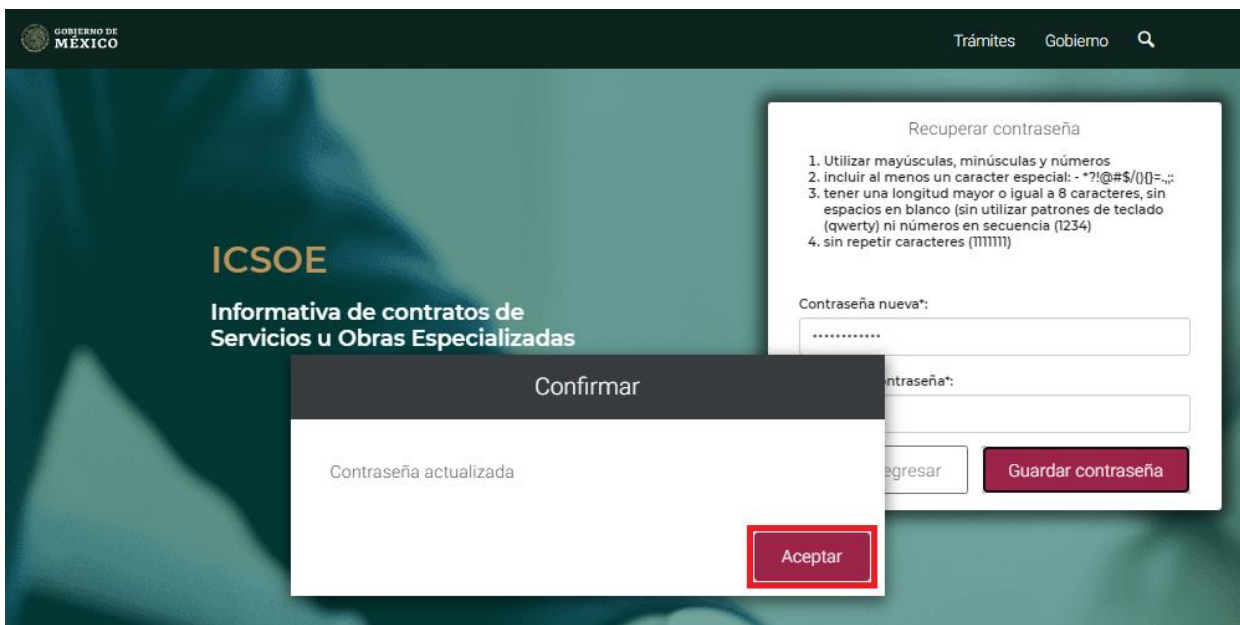 GOBIERNO DE
MÉXICO
Trámites Gobierno
Recuperar contraseña
1. Utilizar mayúsculas, minúsculas y números
2. incluir al menos un caracter especial: - *?!@#$/(){}=.,;:
3. tener una longitud mayor o igual a 8 caracteres, sin
espacios en blanco (sin utilizar patrones de teclado
(qwerty) ni números en secuencia (1234)
4. sin repetir caracteres (1111111)
ICSOE
Informativa de contratos de
Servicios u Obras Especializadas
Contraseña nueva*:
••••••••••••
ntraseña*:
Confirmar
Contraseña actualizada
egresar Guardar contraseña
Aceptar